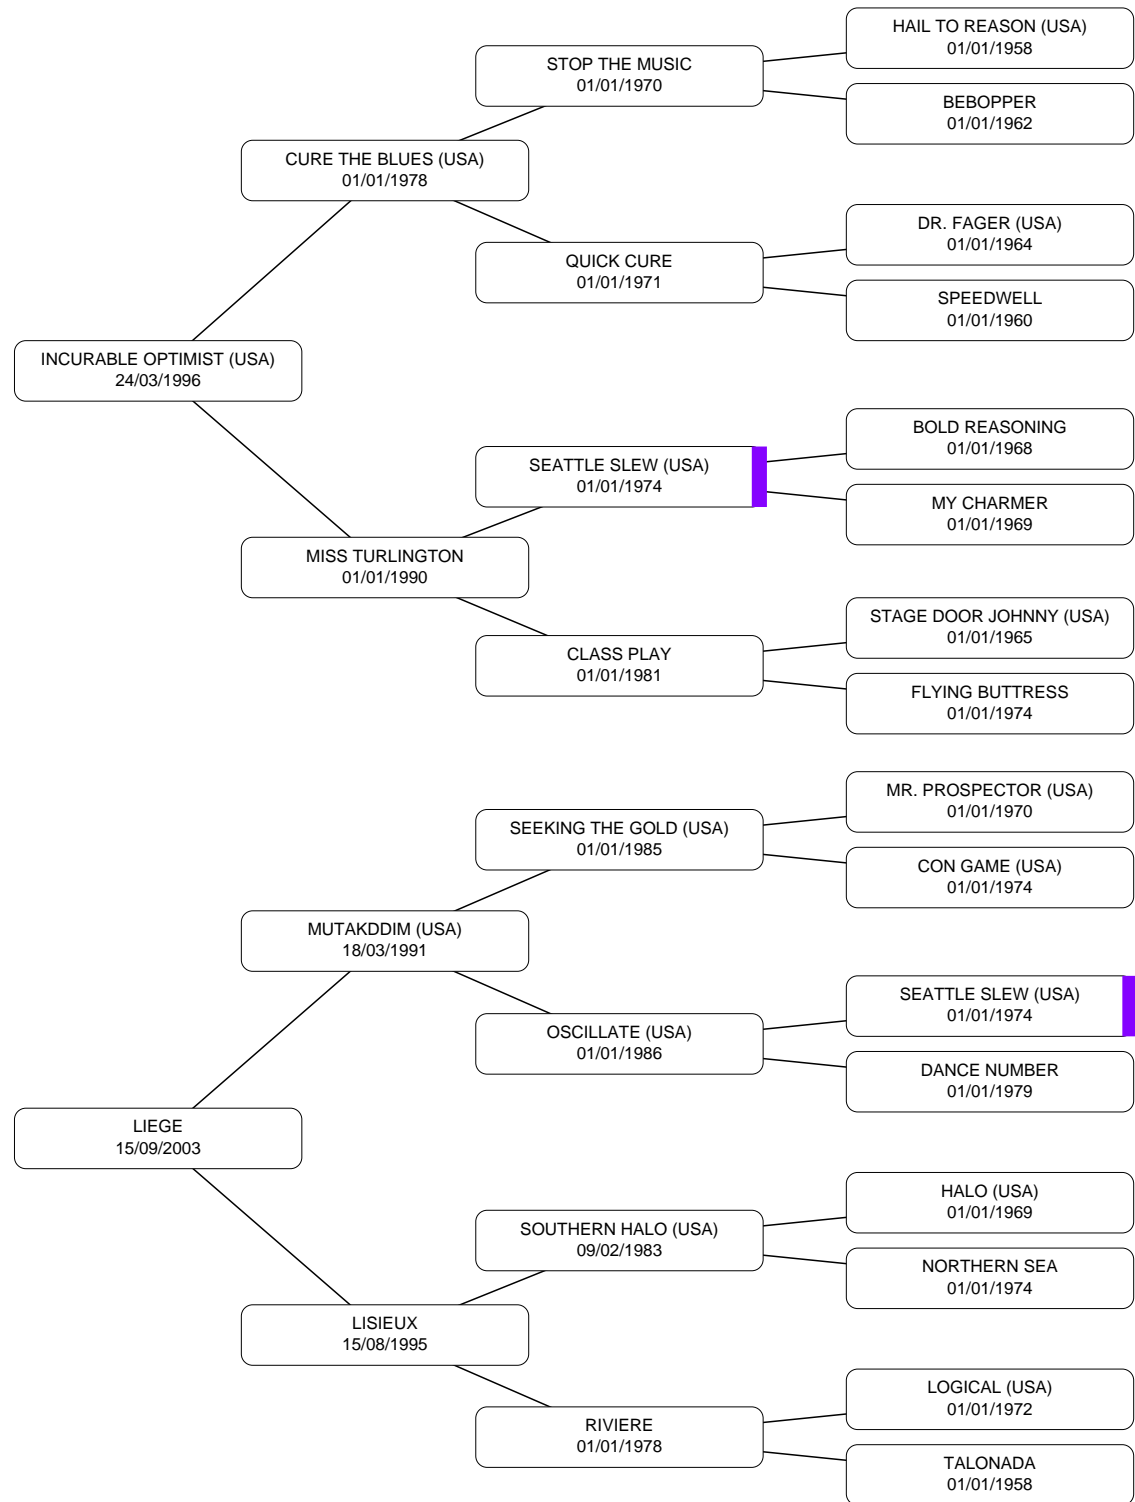 HAIL TO REASON (USA)
01/01/1958
STOP THE MUSIC
01/01/1970
BEBOPPER
01/01/1962
CURE THE BLUES (USA)
01/01/1978
DR. FAGER (USA)
01/01/1964
QUICK CURE
01/01/1971
SPEEDWELL
01/01/1960
INCURABLE OPTIMIST (USA)
24/03/1996
BOLD REASONING
01/01/1968
SEATTLE SLEW (USA)
01/01/1974
MY CHARMER
01/01/1969
MISS TURLINGTON
01/01/1990
STAGE DOOR JOHNNY (USA)
01/01/1965
CLASS PLAY
01/01/1981
FLYING BUTTRESS
01/01/1974
MR. PROSPECTOR (USA)
01/01/1970
SEEKING THE GOLD (USA)
01/01/1985
CON GAME (USA)
01/01/1974
MUTAKDDIM (USA)
18/03/1991
SEATTLE SLEW (USA)
01/01/1974
OSCILLATE (USA)
01/01/1986
DANCE NUMBER
01/01/1979
LIEGE
15/09/2003
HALO (USA)
01/01/1969
SOUTHERN HALO (USA)
09/02/1983
NORTHERN SEA
01/01/1974
LISIEUX
15/08/1995
LOGICAL (USA)
01/01/1972
RIVIERE
01/01/1978
TALONADA
01/01/1958